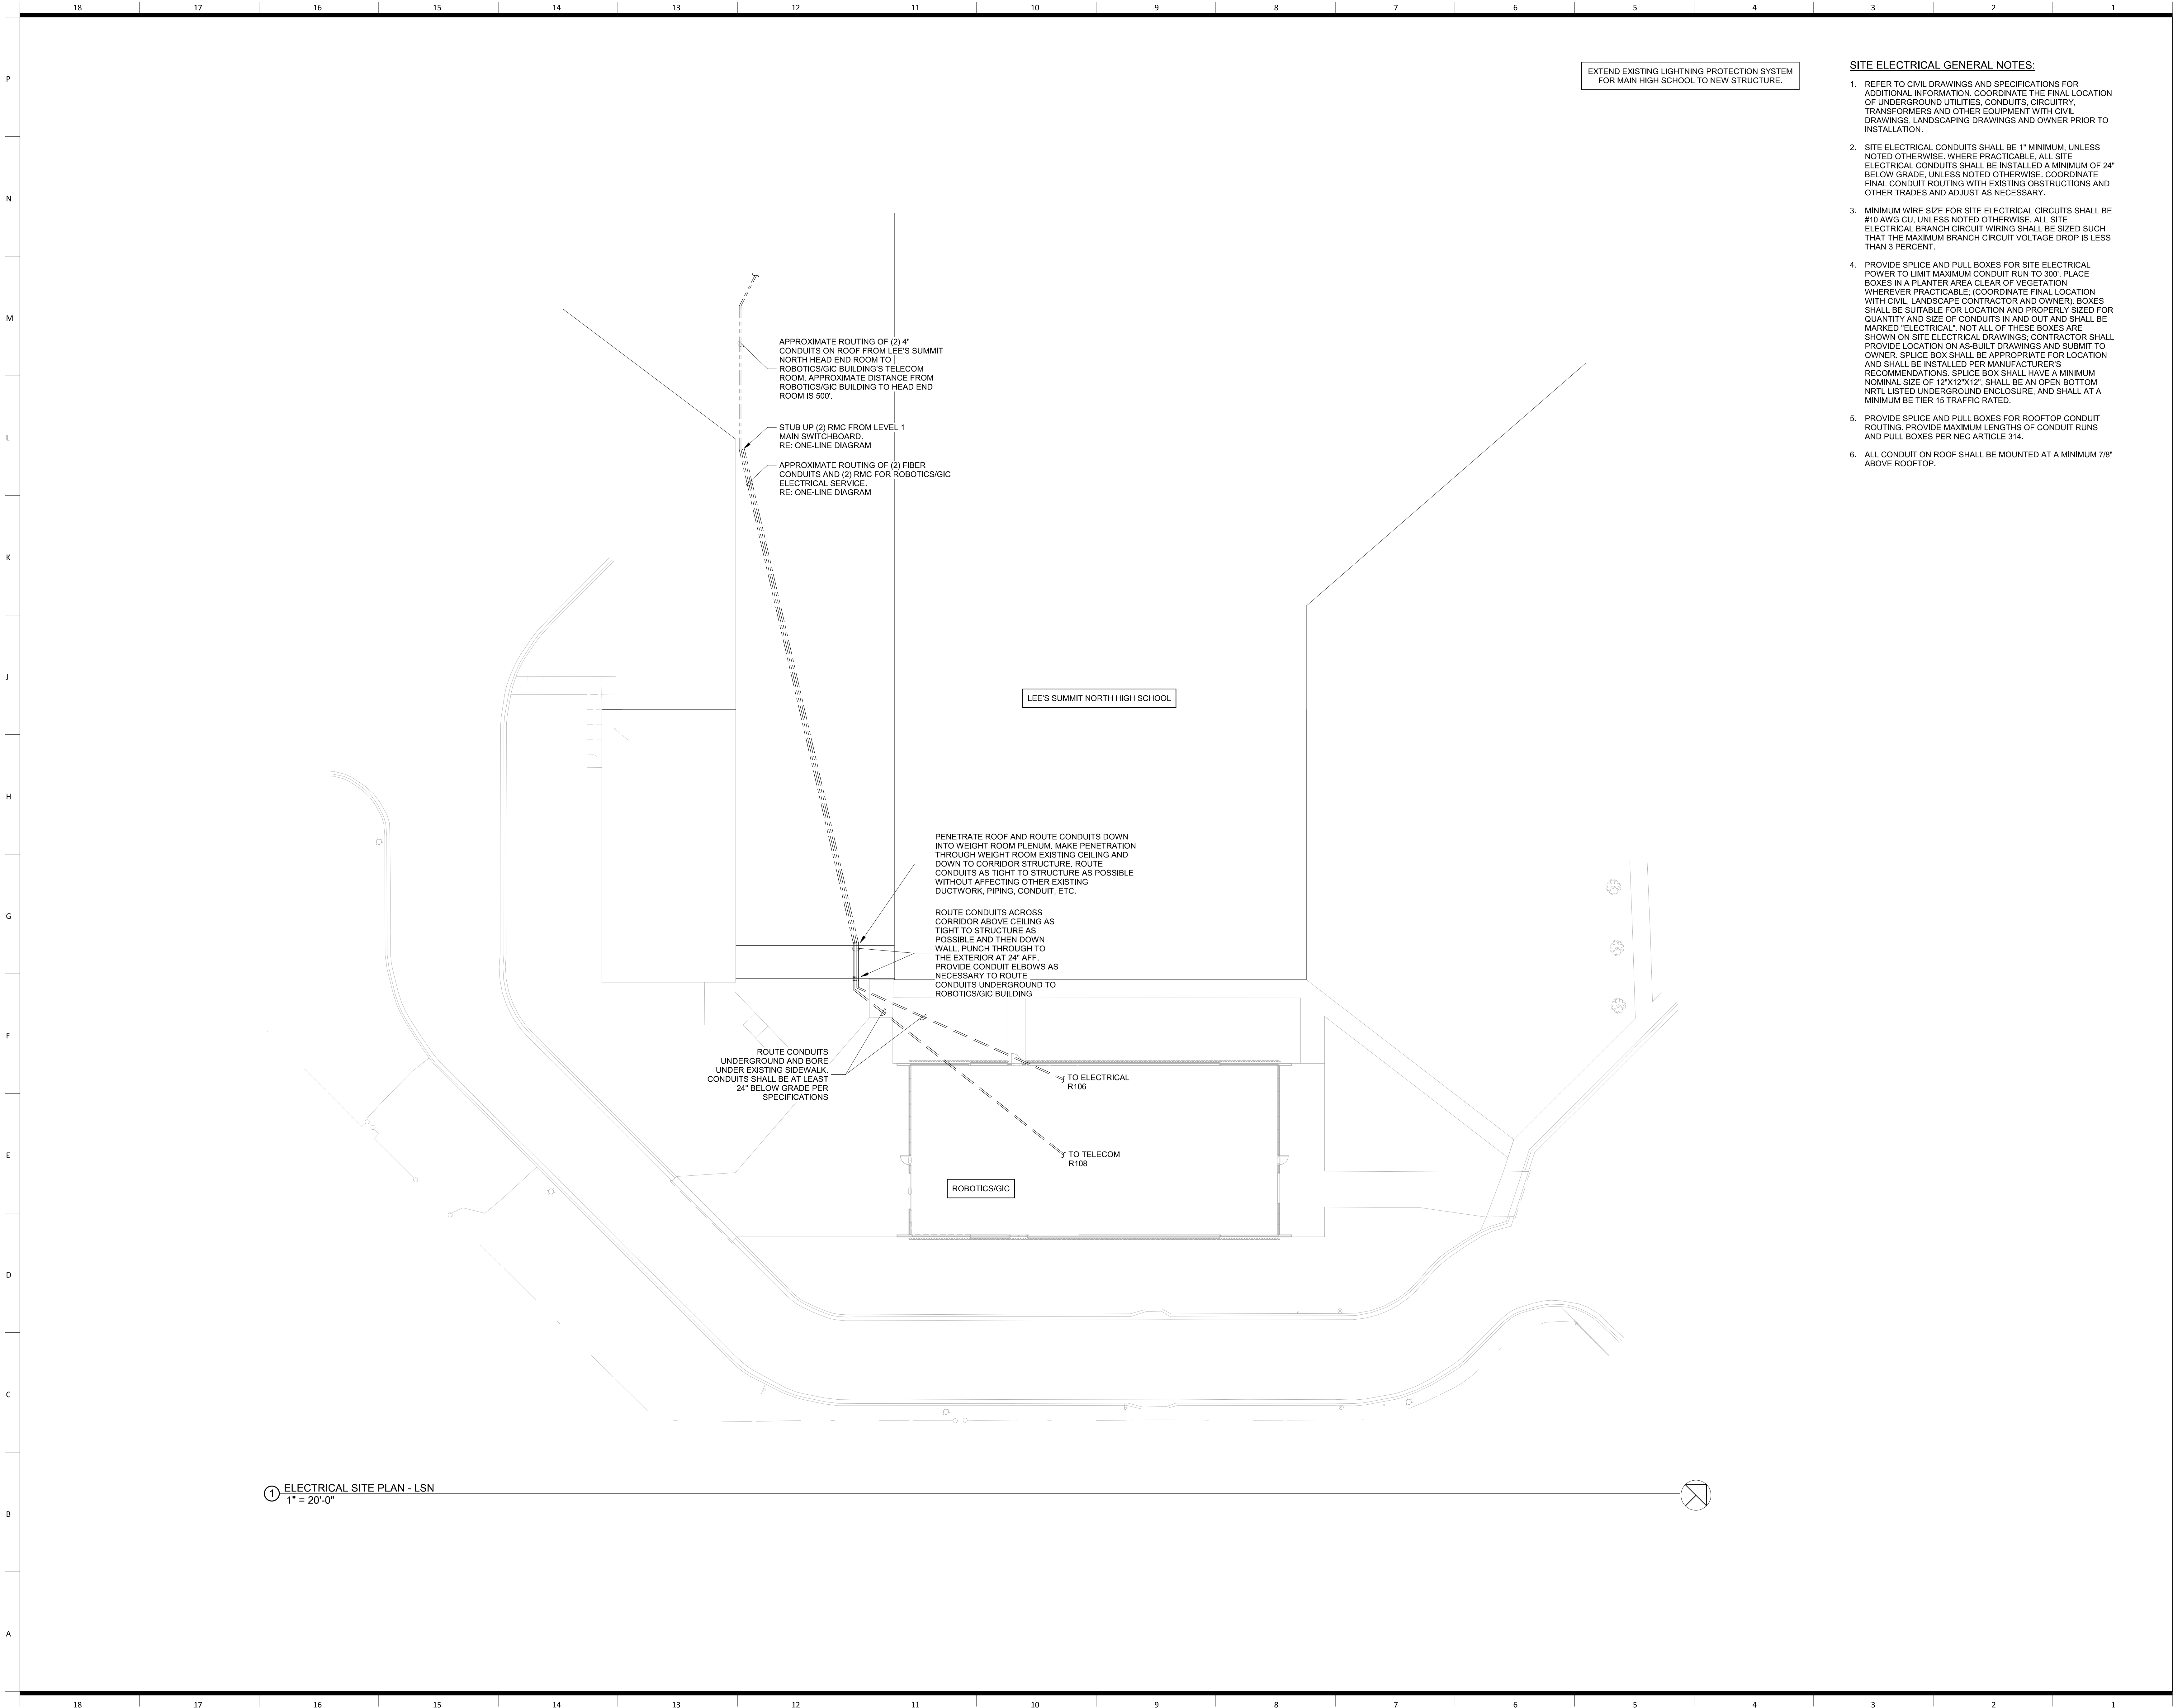 18 17 16 15 14 13 12 11 10 9 8 7 6 5 4 3 2 1
P
N
M
L
K
J
H
G
F
E
D
C
B
A
EXTEND EXISTING LIGHTNING PROTECTION SYSTEM
FOR MAIN HIGH SCHOOL TO NEW STRUCTURE.
SITE ELECTRICAL GENERAL NOTES:
1. REFER TO CIVIL DRAWINGS AND SPECIFICATIONS FOR
ADDITIONAL INFORMATION. COORDINATE THE FINAL LOCATION
OF UNDERGROUND UTILITIES, CONDUITS, CIRCUITRY,
TRANSFORMERS AND OTHER EQUIPMENT WITH CIVIL
DRAWINGS, LANDSCAPING DRAWINGS AND OWNER PRIOR TO
INSTALLATION.
2. SITE ELECTRICAL CONDUITS SHALL BE 1" MINIMUM, UNLESS
NOTED OTHERWISE. WHERE PRACTICABLE, ALL SITE
ELECTRICAL CONDUITS SHALL BE INSTALLED A MINIMUM OF 24"
BELOW GRADE, UNLESS NOTED OTHERWISE. COORDINATE
FINAL CONDUIT ROUTING WITH EXISTING OBSTRUCTIONS AND
OTHER TRADES AND ADJUST AS NECESSARY.
3. MINIMUM WIRE SIZE FOR SITE ELECTRICAL CIRCUITS SHALL BE
#10 AWG CU, UNLESS NOTED OTHERWISE. ALL SITE
ELECTRICAL BRANCH CIRCUIT WIRING SHALL BE SIZED SUCH
THAT THE MAXIMUM BRANCH CIRCUIT VOLTAGE DROP IS LESS
THAN 3 PERCENT.
4. PROVIDE SPLICE AND PULL BOXES FOR SITE ELECTRICAL
POWER TO LIMIT MAXIMUM CONDUIT RUN TO 300'. PLACE
BOXES IN A PLANTER AREA CLEAR OF VEGETATION
WHEREVER PRACTICABLE; (COORDINATE FINAL LOCATION
WITH CIVIL, LANDSCAPE CONTRACTOR AND OWNER). BOXES
SHALL BE SUITABLE FOR LOCATION AND PROPERLY SIZED FOR
QUANTITY AND SIZE OF CONDUITS IN AND OUT AND SHALL BE
MARKED "ELECTRICAL". NOT ALL OF THESE BOXES ARE
SHOWN ON SITE ELECTRICAL DRAWINGS; CONTRACTOR SHALL
PROVIDE LOCATION ON AS-BUILT DRAWINGS AND SUBMIT TO
OWNER. SPLICE BOX SHALL BE APPROPRIATE FOR LOCATION
AND SHALL BE INSTALLED PER MANUFACTURER'S
RECOMMENDATIONS. SPLICE BOX SHALL HAVE A MINIMUM
NOMINAL SIZE OF 12"X12"X12", SHALL BE AN OPEN BOTTOM
NRTL LISTED UNDERGROUND ENCLOSURE, AND SHALL AT A
MINIMUM BE TIER 15 TRAFFIC RATED.
5. PROVIDE SPLICE AND PULL BOXES FOR ROOFTOP CONDUIT
ROUTING. PROVIDE MAXIMUM LENGTHS OF CONDUIT RUNS
AND PULL BOXES PER NEC ARTICLE 314.
6. ALL CONDUIT ON ROOF SHALL BE MOUNTED AT A MINIMUM 7/8"
ABOVE ROOFTOP.
APPROXIMATE ROUTING OF (2) 4"
CONDUITS ON ROOF FROM LEE'S SUMMIT
NORTH HEAD END ROOM TO
ROBOTICS/GIC BUILDING'S TELECOM
ROOM. APPROXIMATE DISTANCE FROM
ROBOTICS/GIC BUILDING TO HEAD END
ROOM IS 500'.
STUB UP (2) RMC FROM LEVEL 1
MAIN SWITCHBOARD.
RE: ONE-LINE DIAGRAM
APPROXIMATE ROUTING OF (2) FIBER
CONDUITS AND (2) RMC FOR ROBOTICS/GIC
ELECTRICAL SERVICE.
RE: ONE-LINE DIAGRAM
LEE'S SUMMIT NORTH HIGH SCHOOL
PENETRATE ROOF AND ROUTE CONDUITS DOWN
INTO WEIGHT ROOM PLENUM. MAKE PENETRATION
THROUGH WEIGHT ROOM EXISTING CEILING AND
DOWN TO CORRIDOR STRUCTURE. ROUTE
CONDUITS AS TIGHT TO STRUCTURE AS POSSIBLE
WITHOUT AFFECTING OTHER EXISTING
DUCTWORK, PIPING, CONDUIT, ETC.
ROUTE CONDUITS ACROSS
CORRIDOR ABOVE CEILING AS
TIGHT TO STRUCTURE AS
POSSIBLE AND THEN DOWN
WALL. PUNCH THROUGH TO
THE EXTERIOR AT 24" AFF.
PROVIDE CONDUIT ELBOWS AS
NECESSARY TO ROUTE
CONDUITS UNDERGROUND TO
ROBOTICS/GIC BUILDING
ROUTE CONDUITS
UNDERGROUND AND BORE
UNDER EXISTING SIDEWALK.
CONDUITS SHALL BE AT LEAST
24" BELOW GRADE PER
SPECIFICATIONS
TO ELECTRICAL
R106
TO TELECOM
R108
ROBOTICS/GIC
1 ELECTRICAL SITE PLAN - LSN
1" = 20'-0"
18 17 16 15 14 13 12 11 10 9 8 7 6 5 4 3 2 1